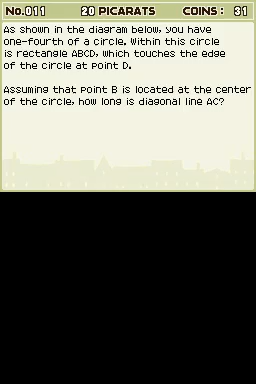 No.011 20 PICARATS COINS: 31
As shown in the diagram below, you have
one-fourth of a circle. Within this circle
is rectangle ABCD, which touches the edge
of the circle at point D.
Assuming that point B is located at the center
of the circle, how long is diagonal line AC?